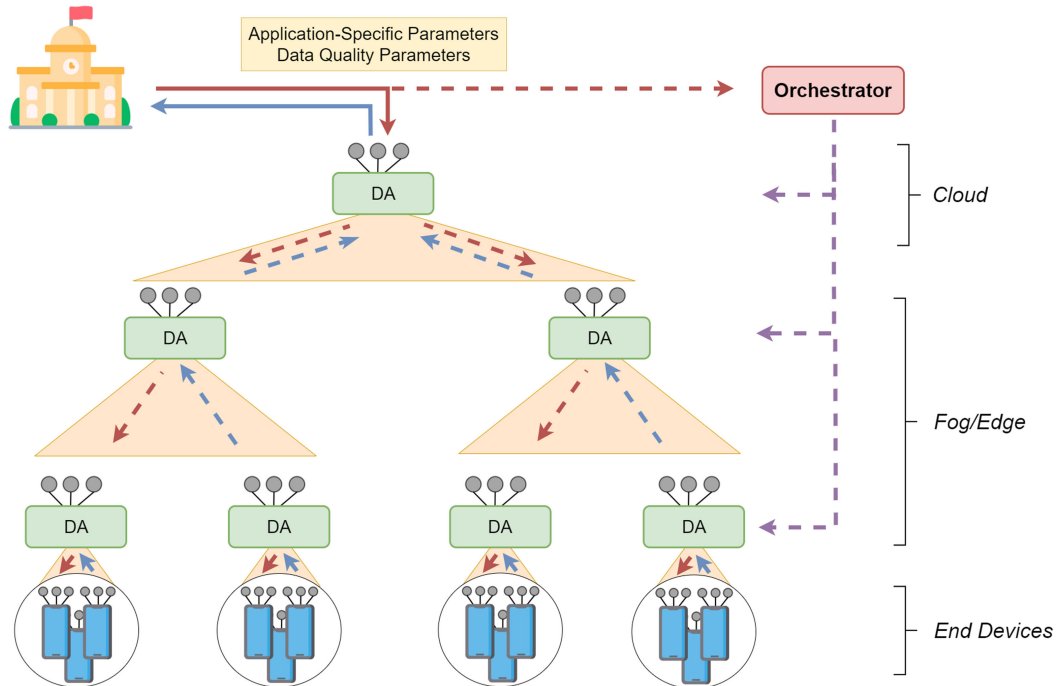 Application-Specific Parameters
Data Quality Parameters
Orchestrator
DA
Cloud
DA
DA
Fog/Edge
DA
DA
DA
DA
End Devices